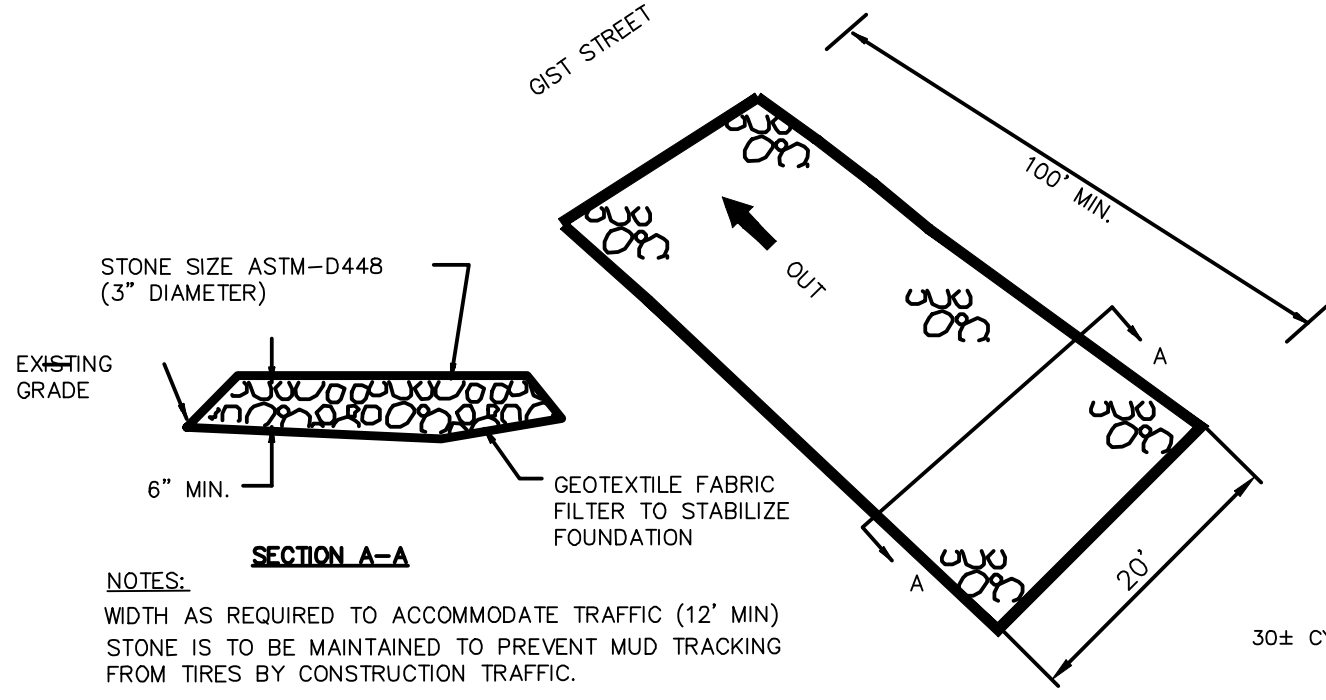 GIST STREET
100' MIN.
OUT
STONE SIZE ASTM-D448
(3" DIAMETER)
EXISTING
GRADE
A
6" MIN.
GEOTEXTILE FABRIC
FILTER TO STABILIZE
FOUNDATION
SECTION A-A
A
20'
NOTES:
WIDTH AS REQUIRED TO ACCOMMODATE TRAFFIC (12' MIN)
STONE IS TO BE MAINTAINED TO PREVENT MUD TRACKING
FROM TIRES BY CONSTRUCTION TRAFFIC.
30± CY